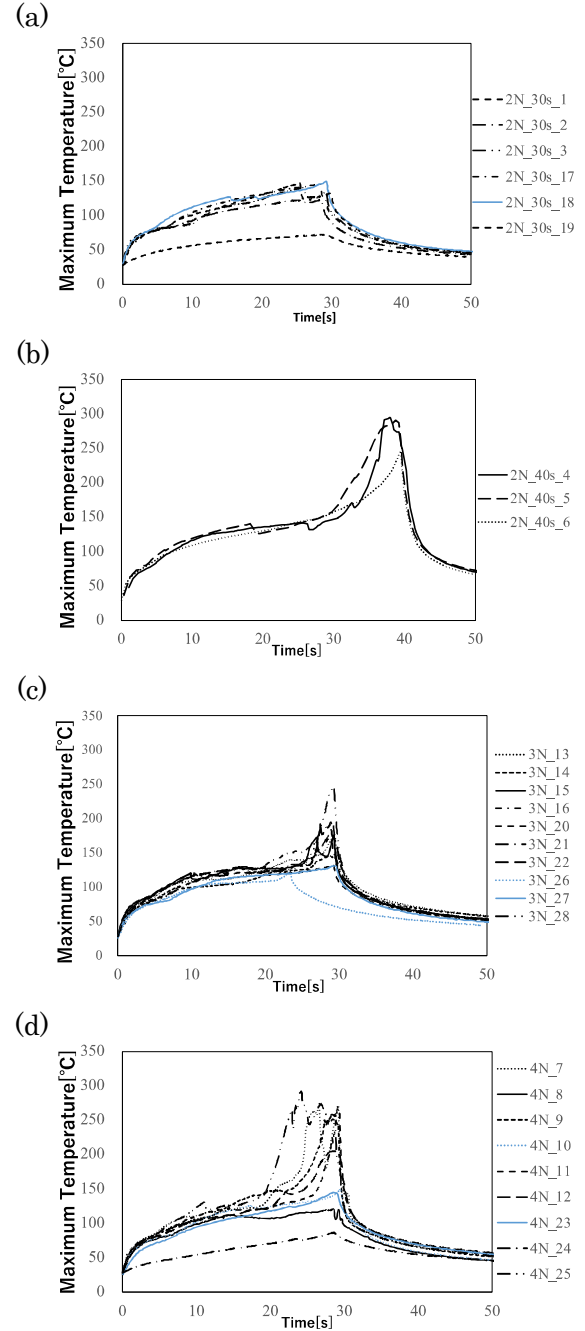 (a)
Maximum Temperature[℃]
350
300
250
200
150
100
50
0
0 10 20 30 40 50
Time[s]
2N_30s_1
2N_30s_2
2N_30s_3
2N_30s_17
2N_30s_18
2N_30s_19
(b)
Maximum Temperature[℃]
350
300
250
200
150
100
50
0
0 10 20 30 40 50
Time[s]
2N_40s_4
2N_40s_5
2N_40s_6
(c)
Maximum Temperature[℃]
350
300
250
200
150
100
50
0
0 10 20 30 40 50
Time[s]
3N_13
3N_14
3N_15
3N_16
3N_20
3N_21
3N_22
3N_26
3N_27
3N_28
(d)
Maximum Temperature[℃]
350
300
250
200
150
100
50
0
0 10 20 30 40 50
Time[s]
4N_7
4N_8
4N_9
4N_10
4N_11
4N_12
4N_23
4N_24
4N_25